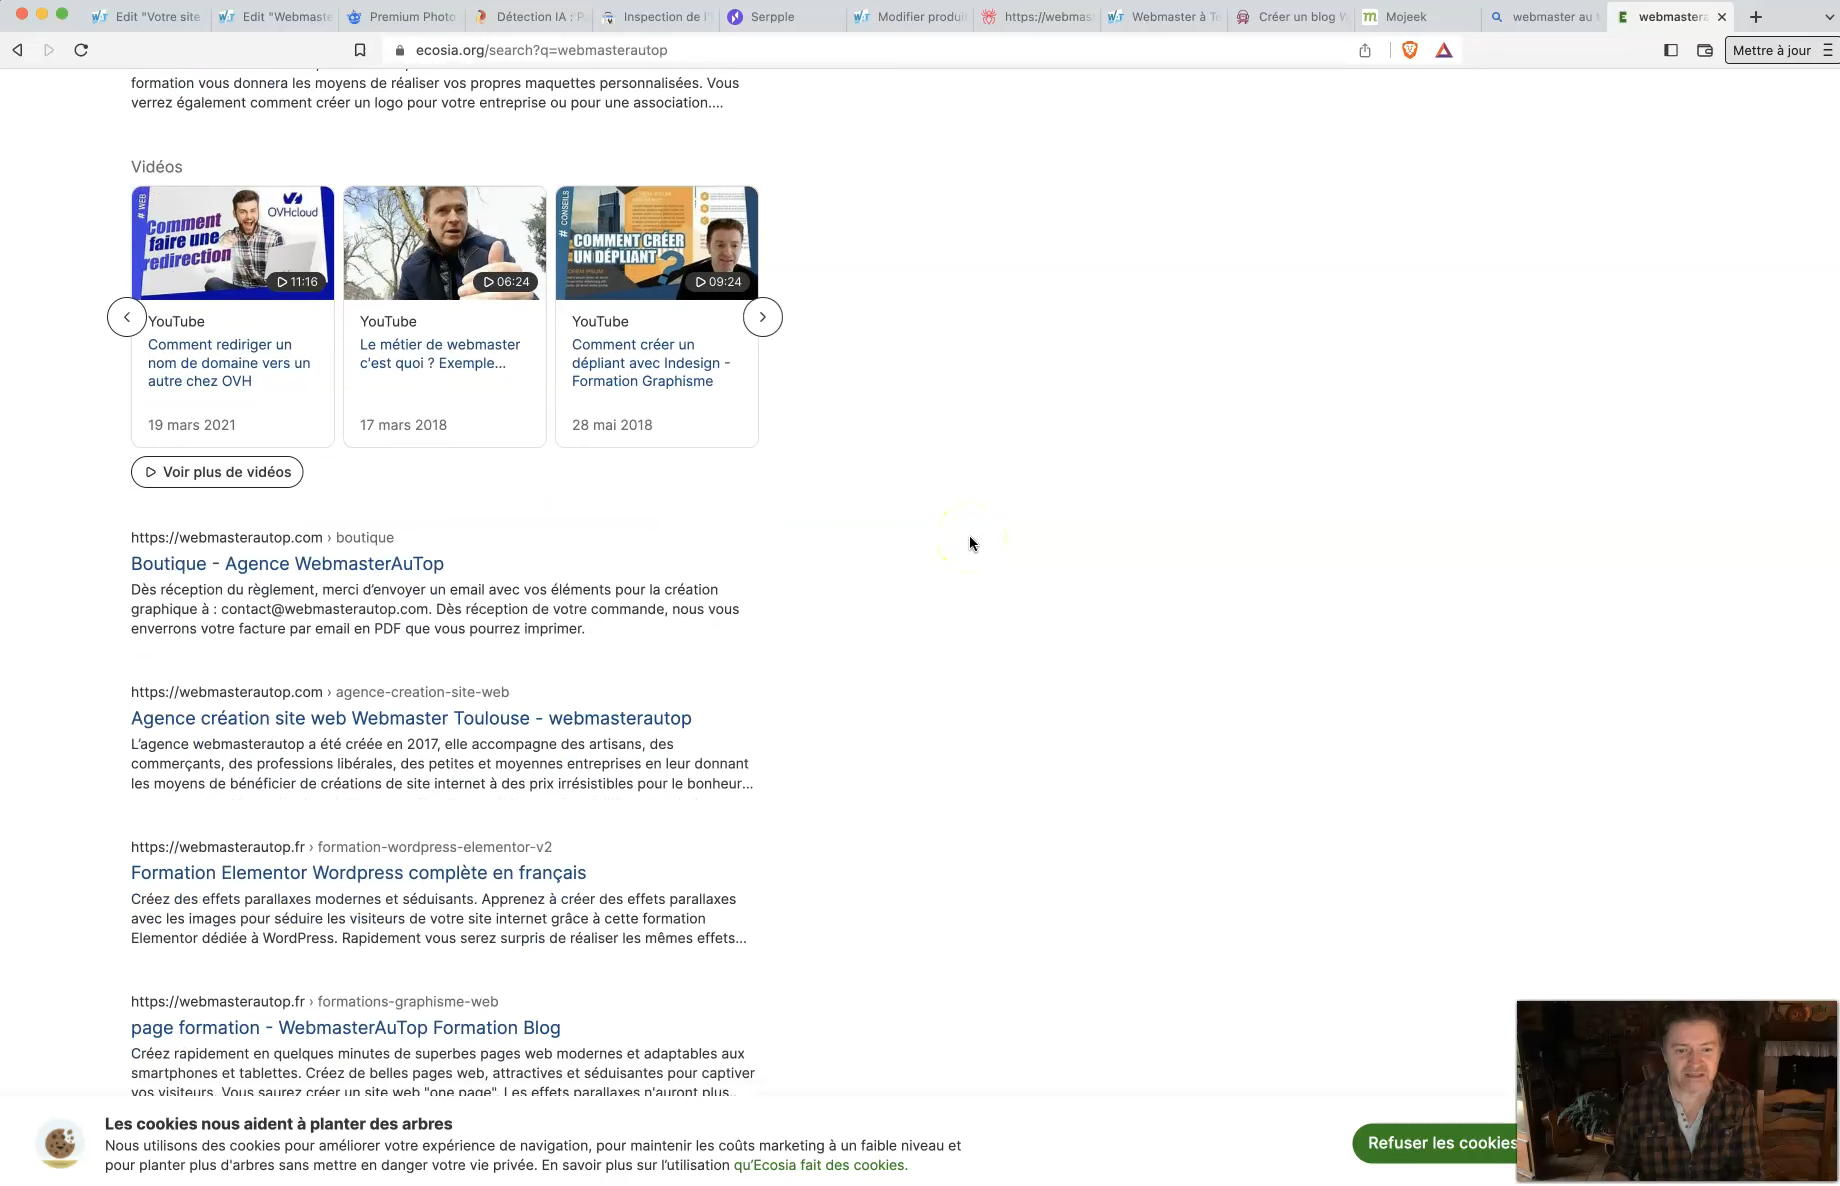 Edit "Votre site
Edit "Webmaste
Premium Photo
Détection IA : P
Inspection de l'
Serpple
Modifier produi
https://webmas
Webmaster à To
Créer un blog W
Mojeek
webmaster au
webmastera
ecosia.org/search?q=webmasterautop
Mettre à jour
formation vous donnera les moyens de réaliser vos propres maquettes personnalisées. Vous
verrez également comment créer un logo pour votre entreprise ou pour une association....
Vidéos
# WEB
OVHcloud
Comment
faire une
redirection
11:16
06:24
# CONSEILS
COMMENT CRÉER
UN DÉPLIANT
?
09:24
YouTube
Comment rediriger un
nom de domaine vers un
autre chez OVH
19 mars 2021
YouTube
Le métier de webmaster
c'est quoi ? Exemple...
17 mars 2018
YouTube
Comment créer un
dépliant avec Indesign -
Formation Graphisme
28 mai 2018
Voir plus de vidéos
https://webmasterautop.com › boutique
Boutique - Agence WebmasterAuTop
Dès réception du règlement, merci d’envoyer un email avec vos éléments pour la création
graphique à : contact@webmasterautop.com. Dès réception de votre commande, nous vous
enverrons votre facture par email en PDF que vous pourrez imprimer.
https://webmasterautop.com › agence-creation-site-web
Agence création site web Webmaster Toulouse - webmasterautop
L’agence webmasterautop a été créée en 2017, elle accompagne des artisans, des
commerçants, des professions libérales, des petites et moyennes entreprises en leur donnant
les moyens de bénéficier de créations de site internet à des prix irrésistibles pour le bonheur...
https://webmasterautop.fr › formation-wordpress-elementor-v2
Formation Elementor Wordpress complète en français
Créez des effets parallaxes modernes et séduisants. Apprenez à créer des effets parallaxes
avec les images pour séduire les visiteurs de votre site internet grâce à cette formation
Elementor dédiée à WordPress. Rapidement vous serez surpris de réaliser les mêmes effets...
https://webmasterautop.fr › formations-graphisme-web
page formation - WebmasterAuTop Formation Blog
Créez rapidement en quelques minutes de superbes pages web modernes et adaptables aux
smartphones et tablettes. Créez de belles pages web, attractives et séduisantes pour captiver
vos visiteurs. Vous saurez créer un site web "one page". Les effets parallaxes n'auront plus..
Les cookies nous aident à planter des arbres
Nous utilisons des cookies pour améliorer votre expérience de navigation, pour maintenir les coûts marketing à un faible niveau et
pour planter plus d'arbres sans mettre en danger votre vie privée. En savoir plus sur l’utilisation qu’Ecosia fait des cookies.
Refuser les cookies